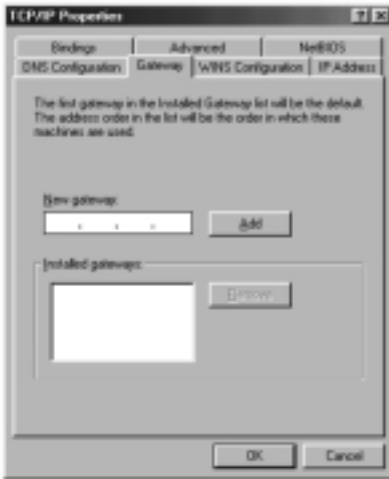 TCP/IP Properties
Bindings Advanced NetBIOS
DNS Configuration Gateway WINS Configuration IP Address
The first gateway in the Installed Gateway list will be the default.
The address order in the list will be the order in which these
machines are used.
New gateway:
Add
Installed gateways:
Remove
OK Cancel